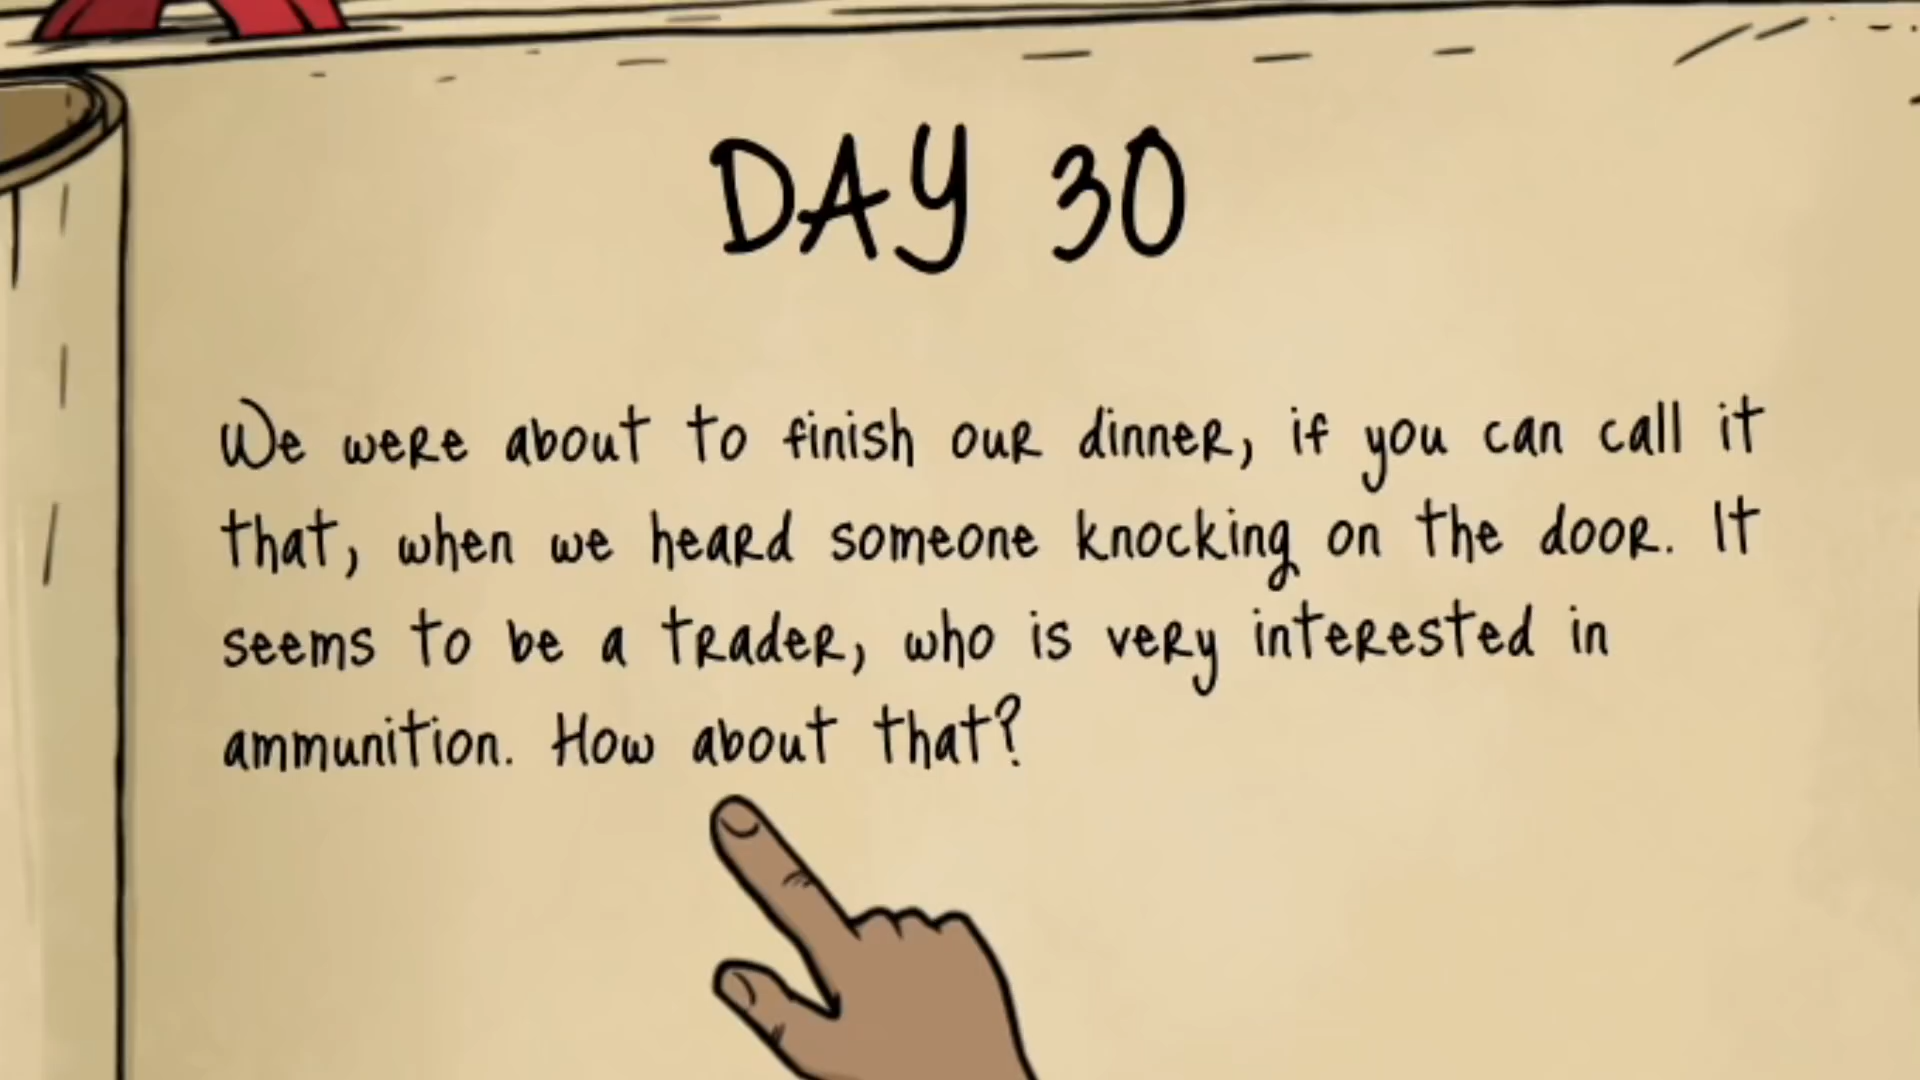 DAY 30
We were about to finish our dinner, if you can call it
that, when we heard someone knocking on the door. It
seems to be a trader, who is very interested in
ammunition. How about that?